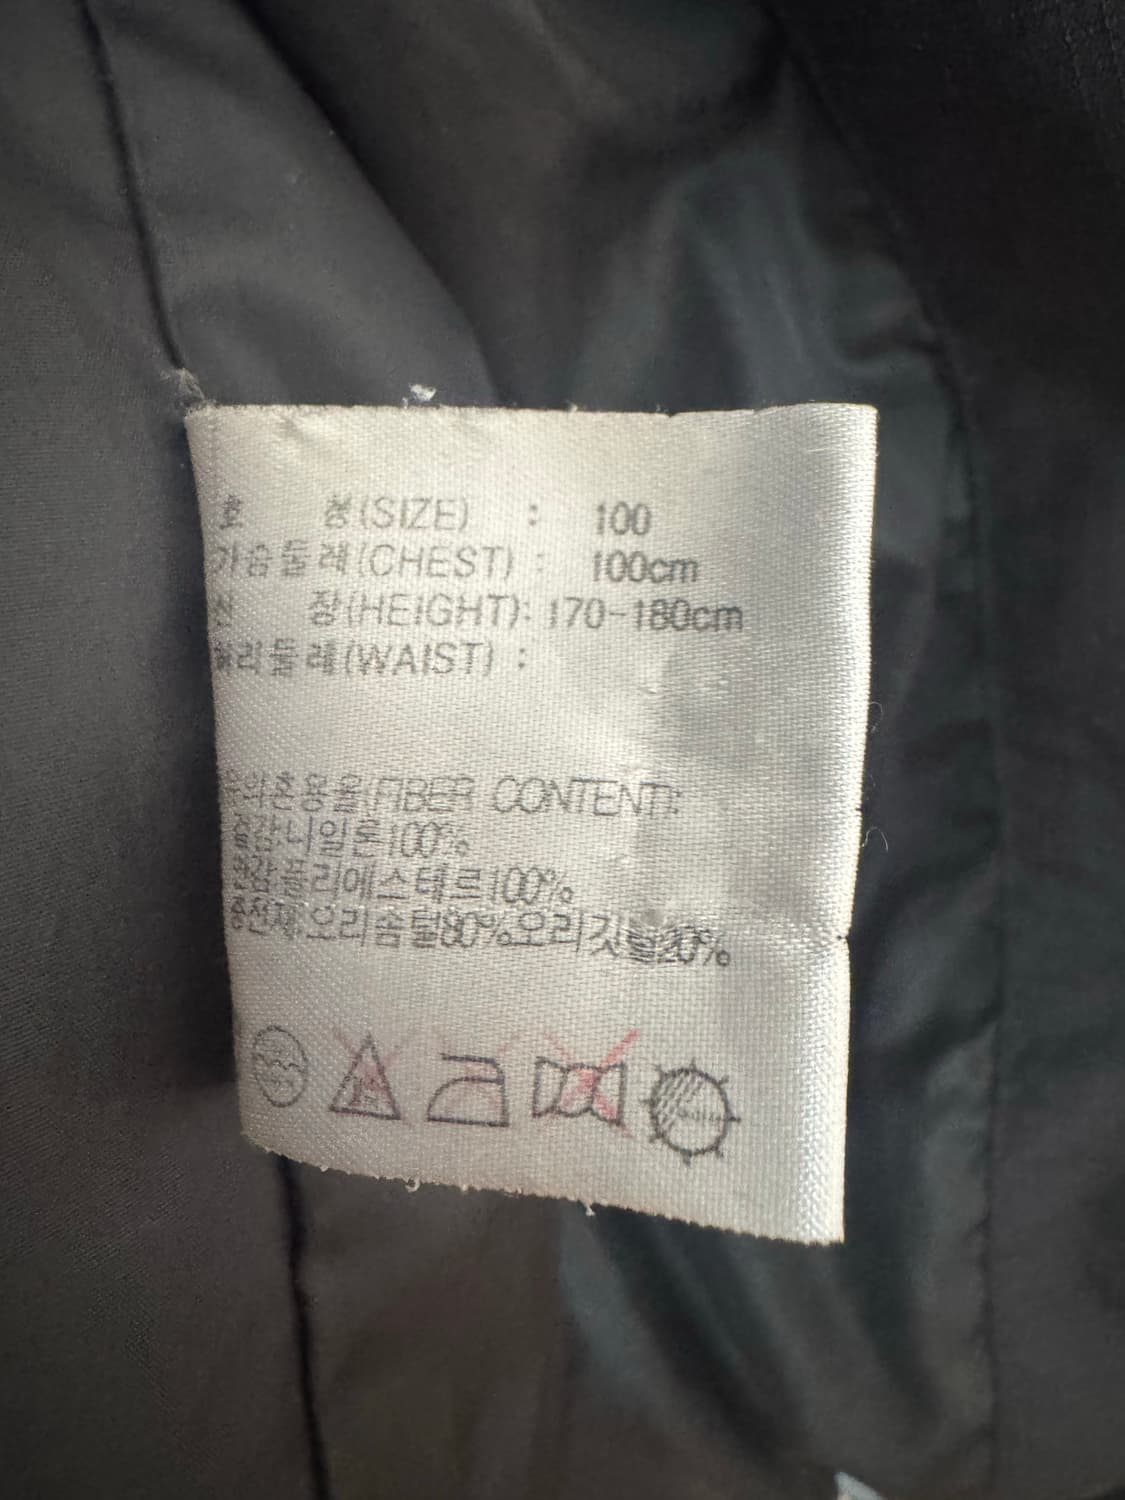 호 칭(SIZE) : 100
가슴둘레(CHEST) : 100cm
신 장(HEIGHT): 170-180cm
허리둘레(WAIST) :
혼용율(FIBER CONTENT):
겉감나일론100%
안감폴리에스테르100%
충전재오리솜털80%오리깃털20%